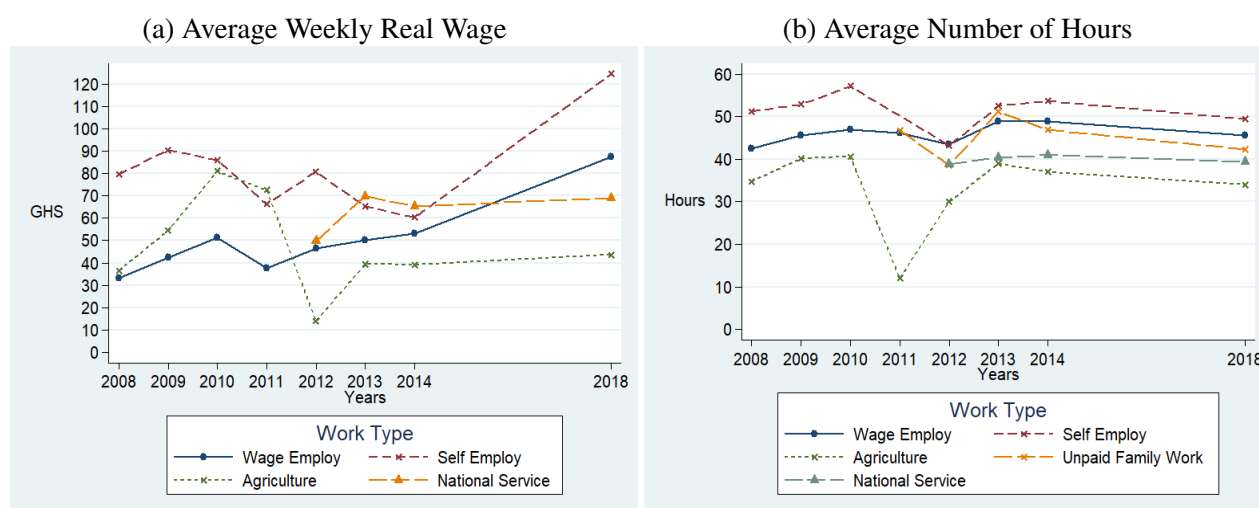 (a) Average Weekly Real Wage
120
110
100
90
80
70
60
50
40
30
20
10
0
GHS
2008 2009 2010 2011 2012 2013 2014 2018
Years
Work Type
Wage Employ Self Employ
Agriculture National Service
(b) Average Number of Hours
60
50
40
30
20
10
0
Hours
2008 2009 2010 2011 2012 2013 2014 2018
Years
Work Type
Wage Employ Self Employ
Agriculture Unpaid Family Work
National Service